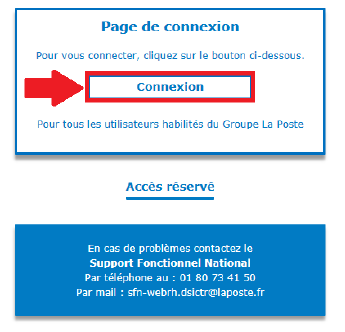 Page de connexion
Pour vous connecter, cliquez sur le bouton ci-dessous.
Connexion
Pour tous les utilisateurs habilités du Groupe La Poste
Accès réservé
En cas de problèmes contactez le
Support Fonctionnel National
Par téléphone au : 01 80 73 41 50
Par mail : sfn-webrh.dsictr@laposte.fr